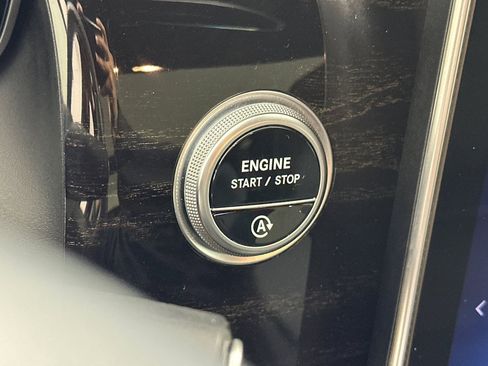 ENGINE
START / STOP
A